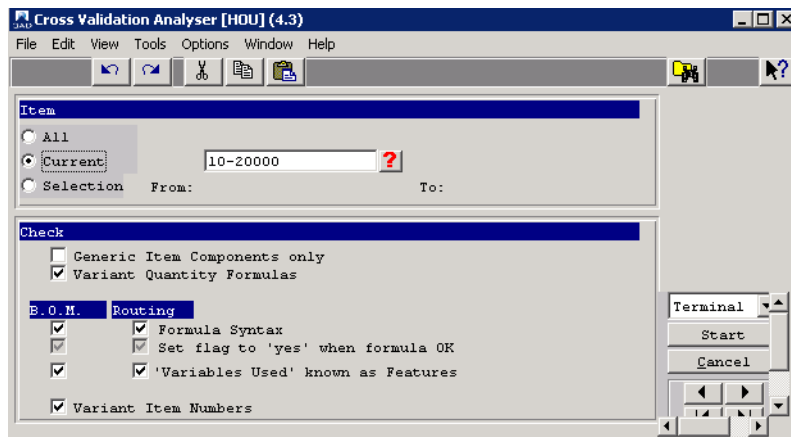 Cross Validation Analyser [HOU] (4.3)
File Edit View Tools Options Window Help
Item
All
Current 10-20000 ?
Selection From: To:
Check
Generic Item Components only
Variant Quantity Formulas
B.O.M. Routing
Formula Syntax
Set flag to 'yes' when formula OK
'Variables Used' known as Features
Variant Item Numbers
Terminal
Start
Cancel